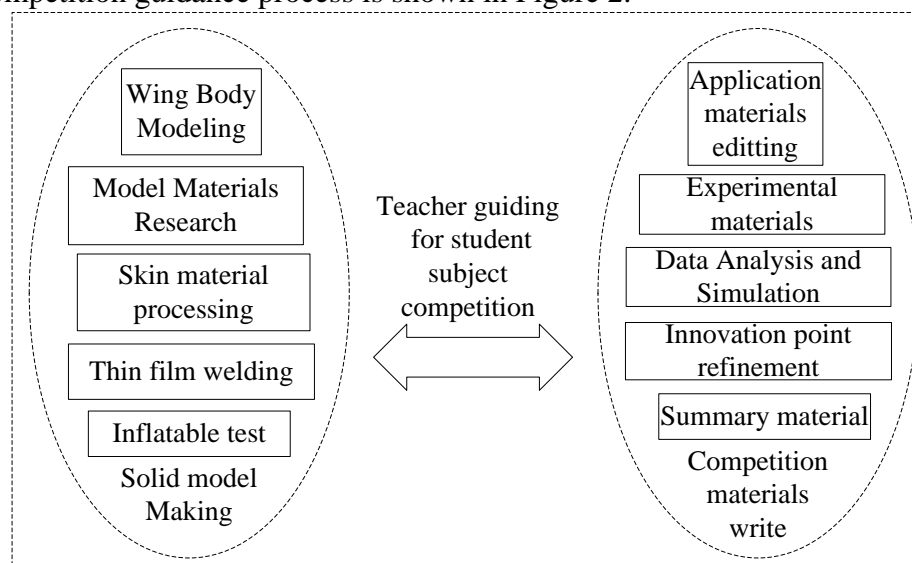 ompetition guidance process is shown in Figure 2.
Wing Body
Modeling
Model Materials
Research
Skin material
processing
Thin film welding
Inflatable test
Solid model
Making
Teacher guiding
for student
subject
competition
Application
materials
editting
Experimental
materials
Data Analysis and
Simulation
Innovation point
refinement
Summary material
Competition
materials
write